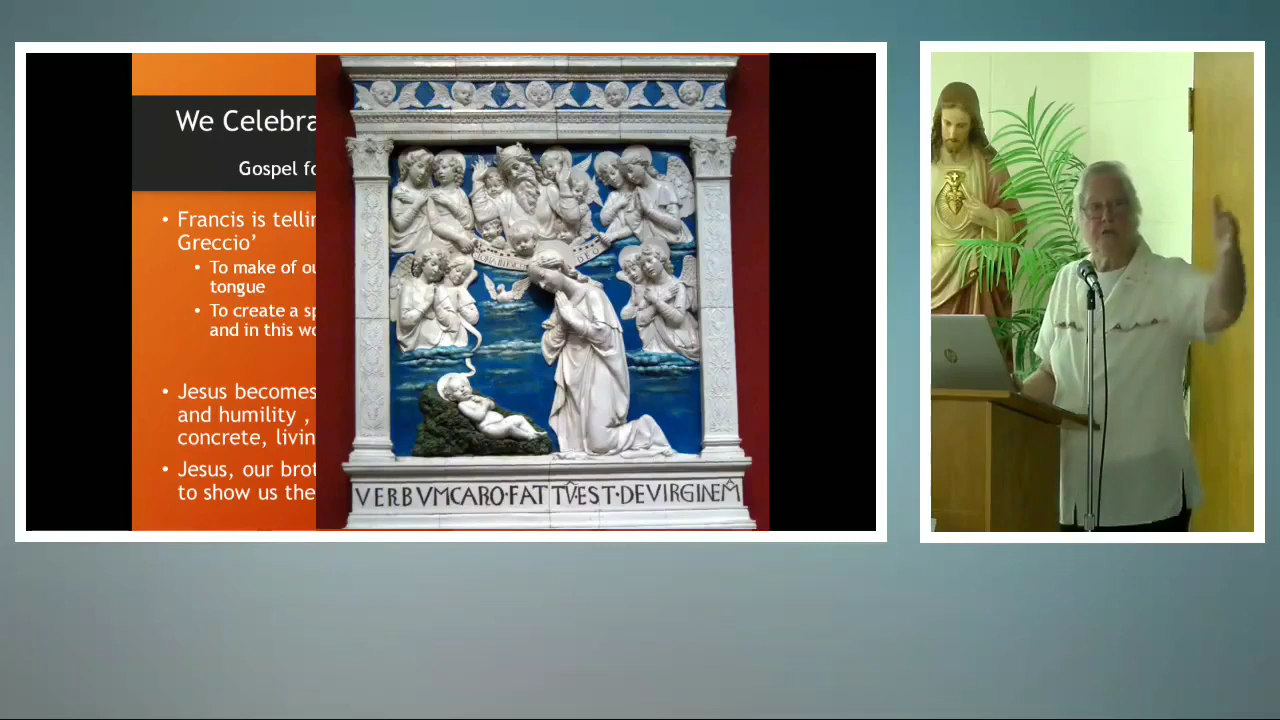 We Celebra
Gospel fo
• Francis is tellin
Greccio’
• To make of ou
tongue
• To create a sp
and in this wo
• Jesus becomes
and humility ,
concrete, livin
• Jesus, our brot
to show us the
VERBVMCARO·FATTVEST·DEVIRGINEM